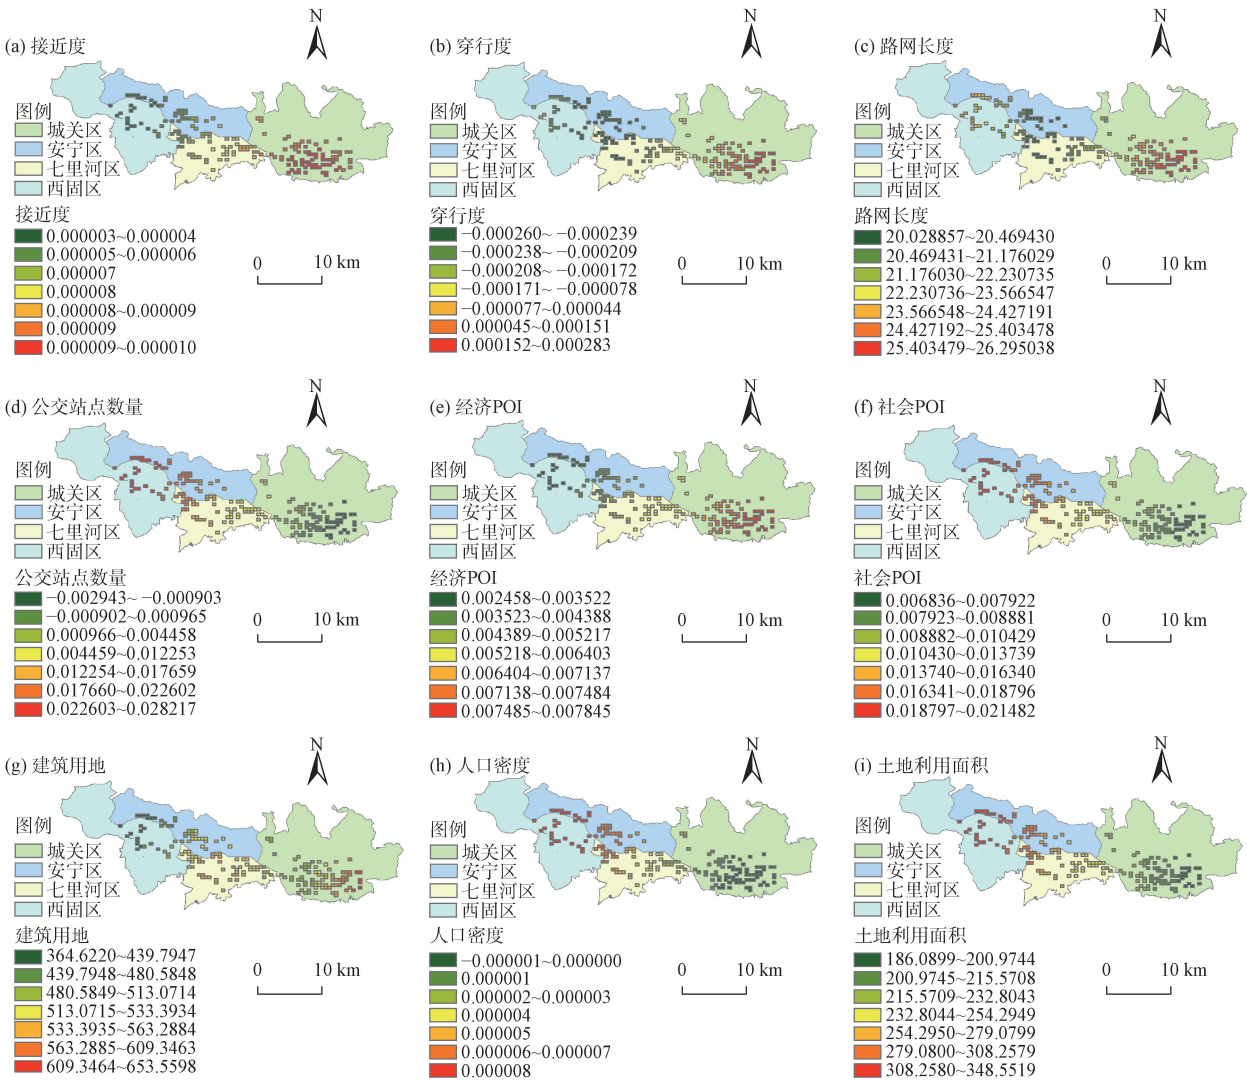 N
(a) 接近度
图例
城关区
安宁区
七里河区
西固区
接近度
0.000003~0.000004
0.000005~0.000006
0.000007
0.000008
0.000008~0.000009
0.000009
0.000009~0.000010
0 10 km
N
(b) 穿行度
图例
城关区
安宁区
七里河区
西固区
穿行度
−0.000260~ −0.000239
−0.000238~ −0.000209
−0.000208~ −0.000172
−0.000171~ −0.000078
−0.000077~0.000044
0.000045~0.000151
0.000152~0.000283
0 10 km
N
(c) 路网长度
图例
城关区
安宁区
七里河区
西固区
路网长度
20.028857~20.469430
20.469431~21.176029
21.176030~22.230735
22.230736~23.566547
23.566548~24.427191
24.427192~25.403478
25.403479~26.295038
0 10 km
N
(d) 公交站点数量
图例
城关区
安宁区
七里河区
西固区
公交站点数量
−0.002943~ −0.000903
−0.000902~0.000965
0.000966~0.004458
0.004459~0.012253
0.012254~0.017659
0.017660~0.022602
0.022603~0.028217
0 10 km
N
(e) 经济POI
图例
城关区
安宁区
七里河区
西固区
经济POI
0.002458~0.003522
0.003523~0.004388
0.004389~0.005217
0.005218~0.006403
0.006404~0.007137
0.007138~0.007484
0.007485~0.007845
0 10 km
N
(f) 社会POI
图例
城关区
安宁区
七里河区
西固区
社会POI
0.006836~0.007922
0.007923~0.008881
0.008882~0.010429
0.010430~0.013739
0.013740~0.016340
0.016341~0.018796
0.018797~0.021482
0 10 km
N
(g) 建筑用地
图例
城关区
安宁区
七里河区
西固区
建筑用地
364.6220~439.7947
439.7948~480.5848
480.5849~513.0714
513.0715~533.3934
533.3935~563.2884
563.2885~609.3463
609.3464~653.5598
0 10 km
N
(h) 人口密度
图例
城关区
安宁区
七里河区
西固区
人口密度
−0.000001~0.000000
0.000001
0.000002~0.000003
0.000004
0.000005
0.000006~0.000007
0.000008
0 10 km
N
(i) 土地利用面积
图例
城关区
安宁区
七里河区
西固区
土地利用面积
186.0899~200.9744
200.9745~215.5708
215.5709~232.8043
232.8044~254.2949
254.2950~279.0799
279.0800~308.2579
308.2580~348.5519
0 10 km